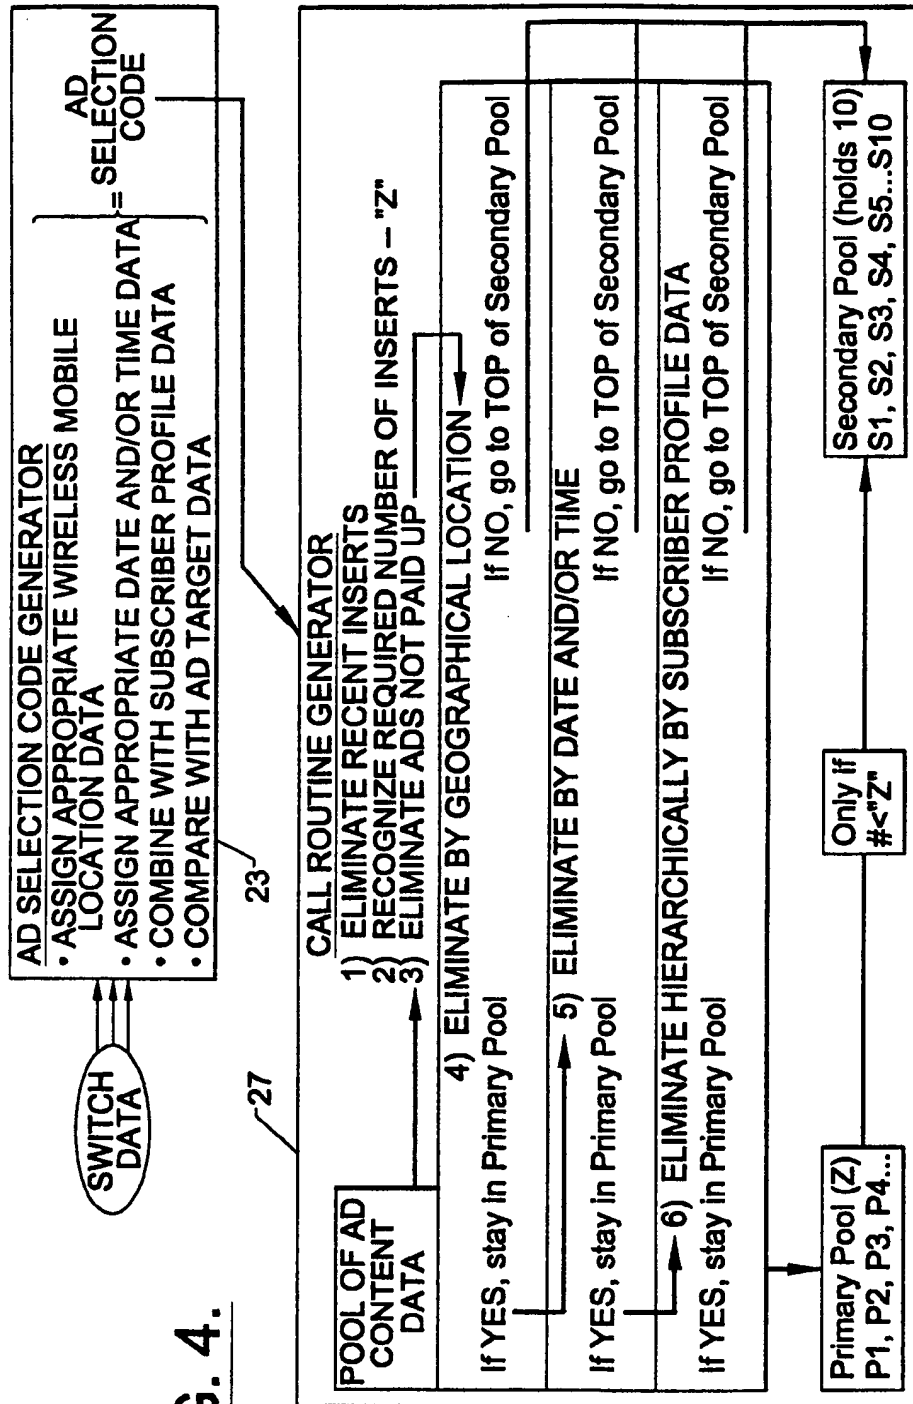 G. 4.
SWITCH
DATA
AD SELECTION CODE GENERATOR
• ASSIGN APPROPRIATE WIRELESS MOBILE
LOCATION DATA
• ASSIGN APPROPRIATE DATE AND/OR TIME DATA
• COMBINE WITH SUBSCRIBER PROFILE DATA
• COMPARE WITH AD TARGET DATA
= AD
SELECTION
CODE
23
27
CALL ROUTINE GENERATOR
1) ELIMINATE RECENT INSERTS
2) RECOGNIZE REQUIRED NUMBER OF INSERTS – "Z"
3) ELIMINATE ADS NOT PAID UP
POOL OF AD
CONTENT
DATA
4) ELIMINATE BY GEOGRAPHICAL LOCATION
If YES, stay in Primary Pool
If NO, go to TOP of Secondary Pool
5) ELIMINATE BY DATE AND/OR TIME
If YES, stay in Primary Pool
If NO, go to TOP of Secondary Pool
6) ELIMINATE HIERARCHICALLY BY SUBSCRIBER PROFILE DATA
If YES, stay in Primary Pool
If NO, go to TOP of Secondary Pool
Primary Pool (Z)
P1, P2, P3, P4...
Only if
#<"Z"
Secondary Pool (holds 10)
S1, S2, S3, S4, S5...S10